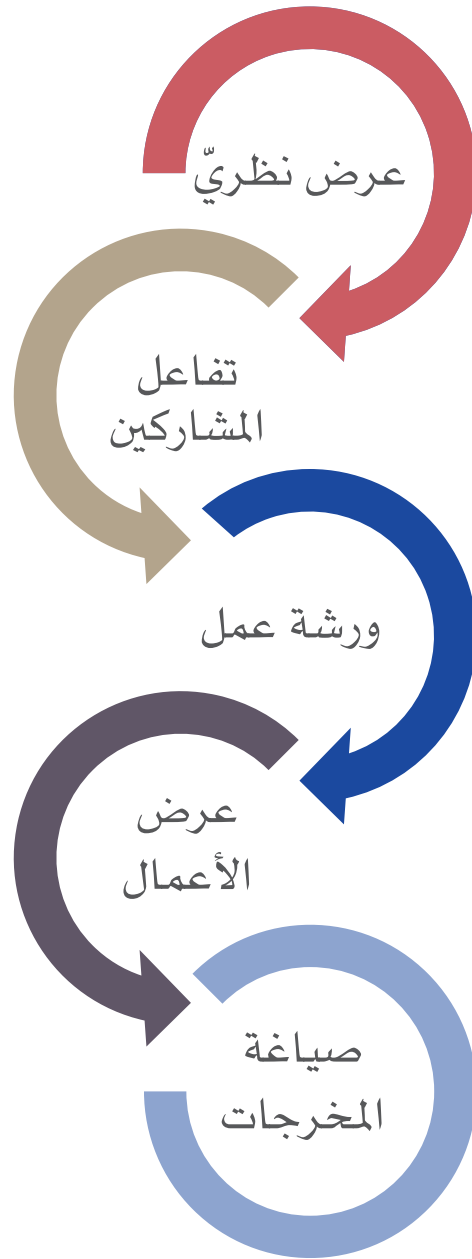 عرض نظريّ
تفاعل
المشاركين
ورشة عمل
عرض
الأعمال
صياغة
المخرجات